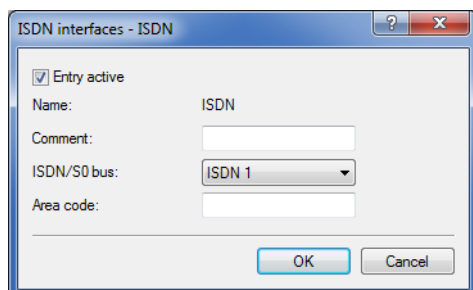 ISDN interfaces - ISDN
Entry active
Name: ISDN
Comment:
ISDN/S0 bus: ISDN 1
Area code:
OK Cancel